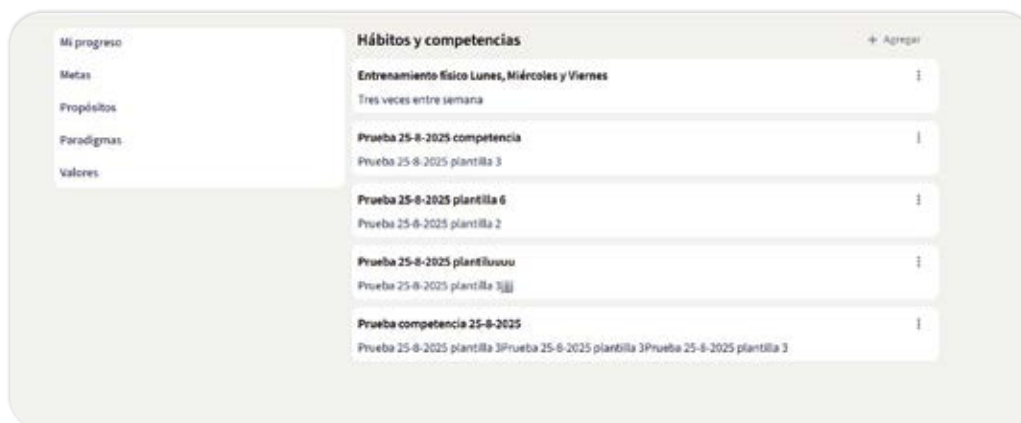 Mi progreso
Metas
Propósitos
Paradigmas
Valores
Hábitos y competencias
+ Agregar
Entrenamiento físico Lunes, Miércoles y Viernes
Tres veces entre semana
Prueba 25-8-2025 competencia
Prueba 25-8-2025 plantilla 3
Prueba 25-8-2025 plantilla 6
Prueba 25-8-2025 plantilla 2
Prueba 25-8-2025 plantiluuuu
Prueba 25-8-2025 plantilla 3jjjj
Prueba competencia 25-8-2025
Prueba 25-8-2025 plantilla 3Prueba 25-8-2025 plantilla 3Prueba 25-8-2025 plantilla 3